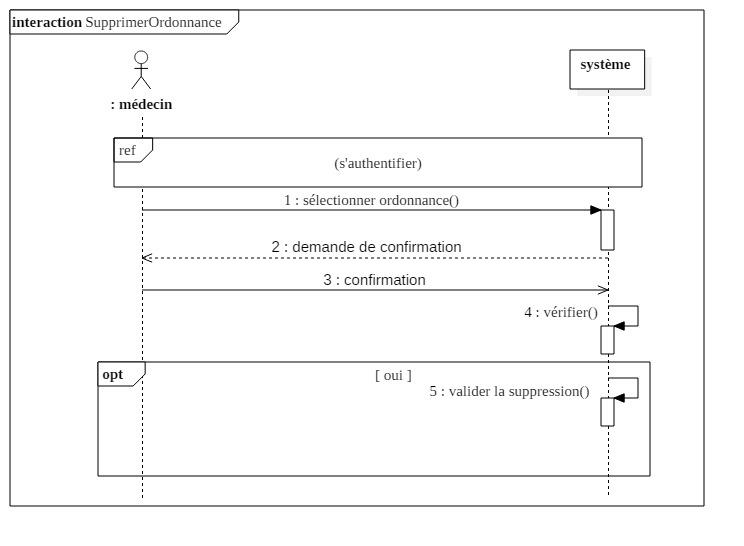 interaction SupprimerOrdonnance
système
: médecin
ref
(s'authentifier)
1 : sélectionner ordonnance()
2 : demande de confirmation
3 : confirmation
4 : vérifier()
opt
[ oui ]
5 : valider la suppression()